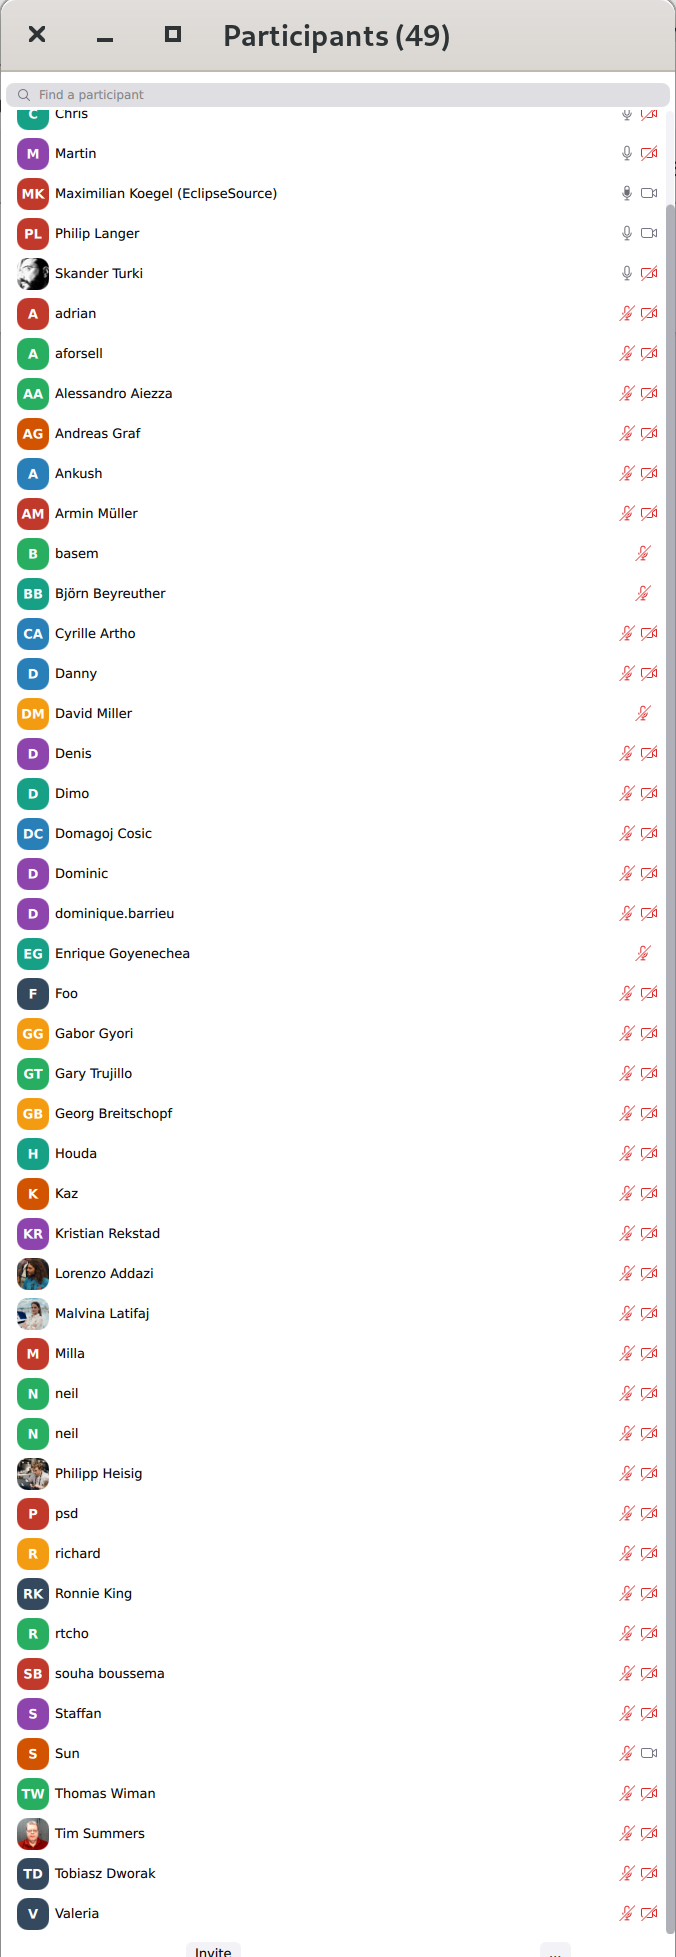 Participants (49)
Find a participant
C Chris
M Martin
MK Maximilian Koegel (EclipseSource)
PL Philip Langer
Skander Turki
A adrian
A aforsell
AA Alessandro Aiezza
AG Andreas Graf
A Ankush
AM Armin Müller
B basem
BB Björn Beyreuther
CA Cyrille Artho
D Danny
DM David Miller
D Denis
D Dimo
DC Domagoj Cosic
D Dominic
D dominique.barrieu
EG Enrique Goyenechea
F Foo
GG Gabor Gyori
GT Gary Trujillo
GB Georg Breitschopf
H Houda
K Kaz
KR Kristian Rekstad
Lorenzo Addazi
Malvina Latifaj
M Milla
N neil
N neil
Philipp Heisig
P psd
R richard
RK Ronnie King
R rtcho
SB souha boussema
S Staffan
S Sun
TW Thomas Wiman
Tim Summers
TD Tobiasz Dworak
V Valeria
Invite ...